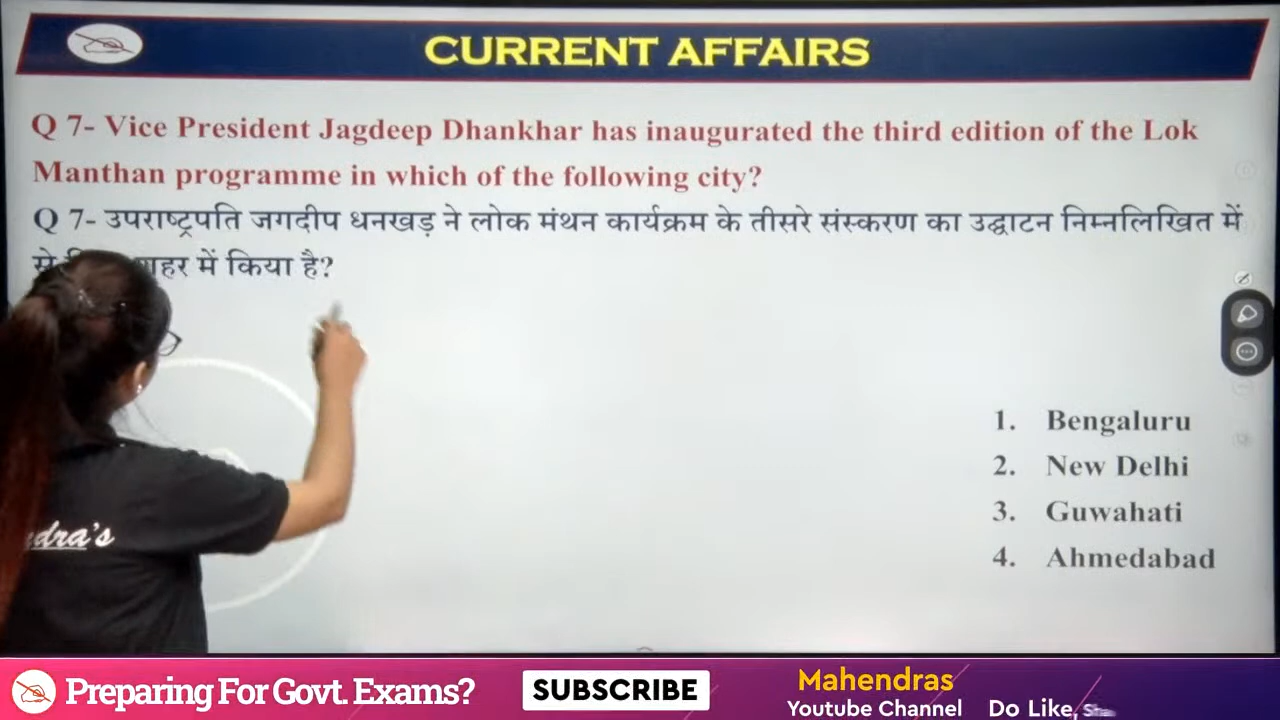 CURRENT AFFAIRS
Q 7- Vice President Jagdeep Dhankhar has inaugurated the third edition of the Lok
Manthan programme in which of the following city?
Q 7- उपराष्ट्रपति जगदीप धनखड़ ने लोक मंथन कार्यक्रम के तीसरे संस्करण का उद्घाटन निम्नलिखित में
से में किया है?
1. Bengaluru
2. New Delhi
3. Guwahati
4. Ahmedabad
Preparing For Govt. Exams?
SUBSCRIBE
Mahendras
Youtube Channel Do Like,